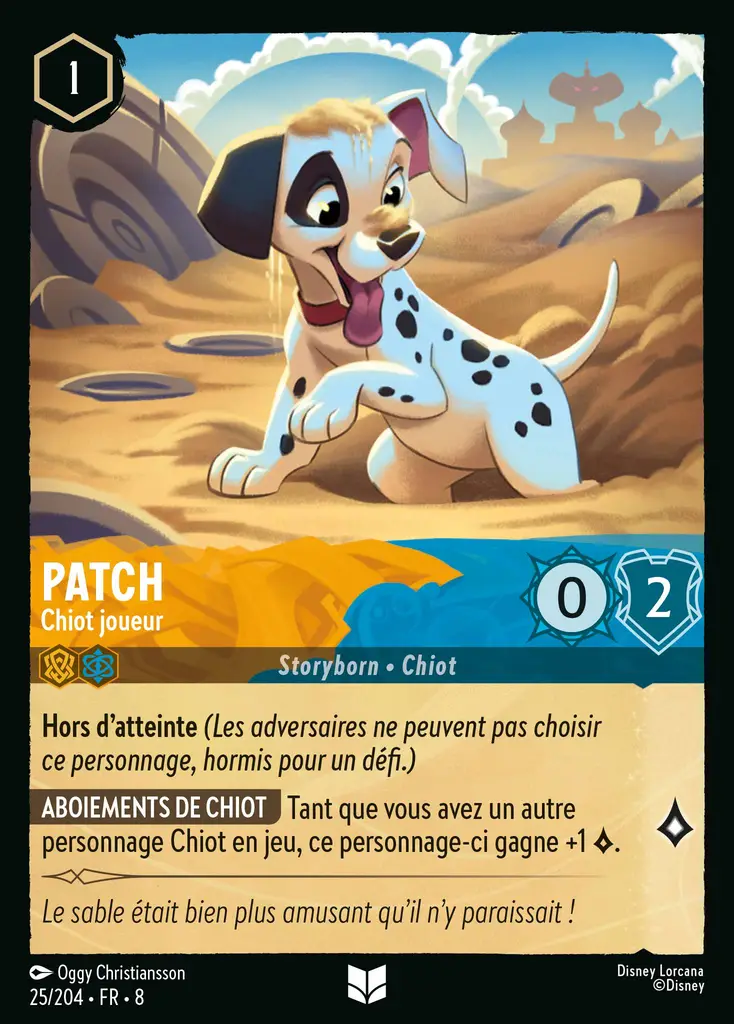 1
PATCH
Chiot joueur
0
2
Storyborn • Chiot
Hors d'atteinte (Les adversaires ne peuvent pas choisir
ce personnage, hormis pour un défi.)
ABOIEMENTS DE CHIOT Tant que vous avez un autre
personnage Chiot en jeu, ce personnage-ci gagne +1 .
Le sable était bien plus amusant qu'il n'y paraissait !
Oggy Christiansson
25/204 • FR • 8
Disney Lorcana
©Disney